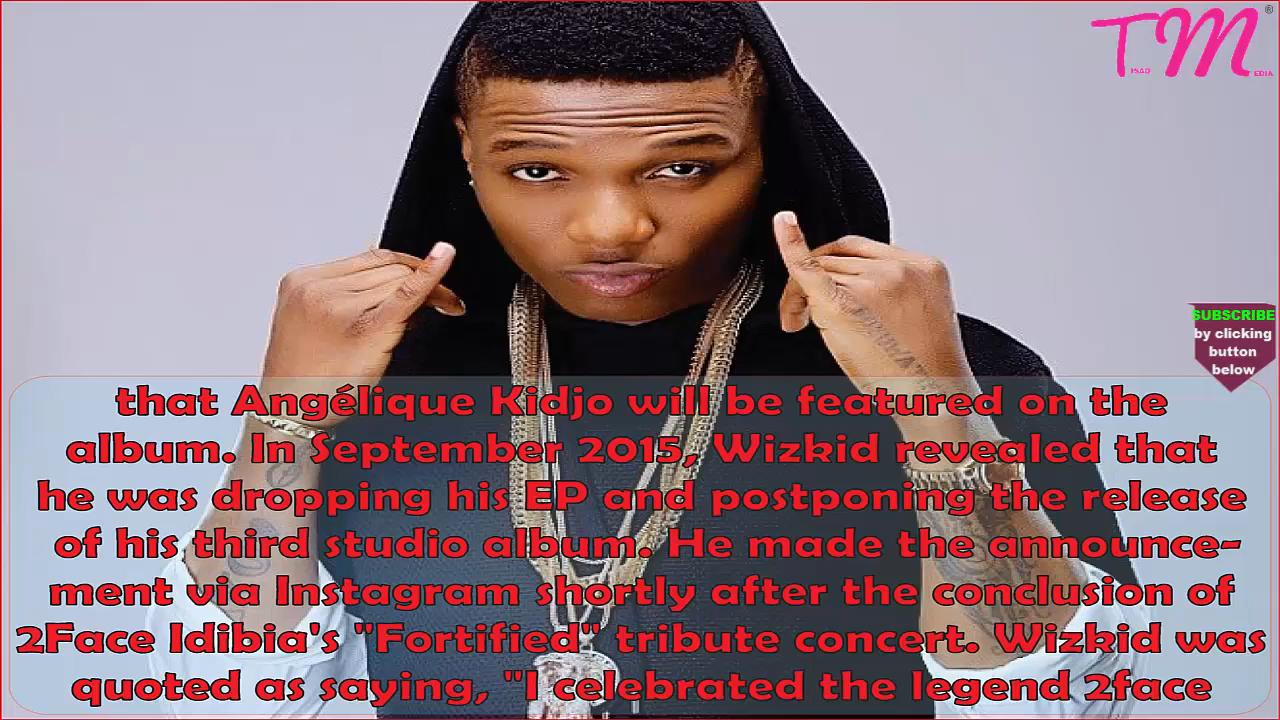 TM®
ISAD EDIA
SUBSCRIBE
by clicking
button
below
that Angélique Kidjo will be featured on the
album. In September 2015, Wizkid revealed that
he was dropping his EP and postponing the release
of his third studio album. He made the announce-
ment via Instagram shortly after the conclusion of
2Face Idibia's "Fortified" tribute concert. Wizkid was
quoted as saying, "I celebrated the legend 2face